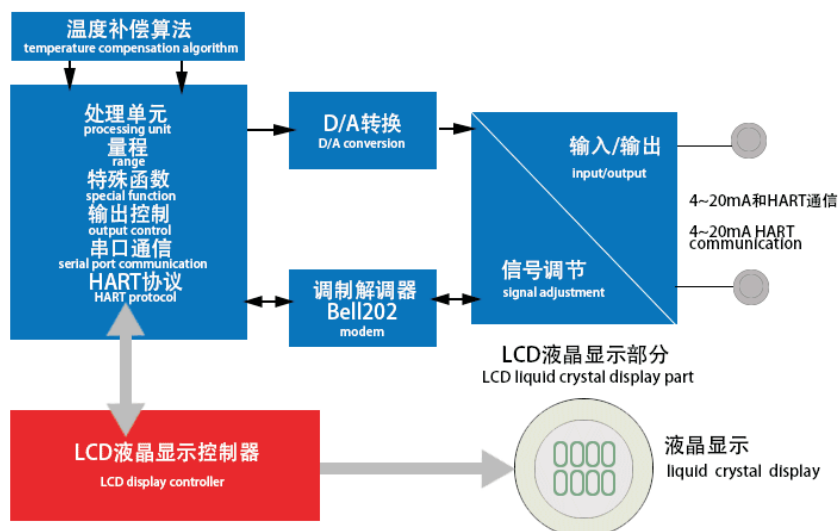 温度补偿算法
temperature compensation algorithm
处理单元
processing unit
量程
range
特殊函数
special function
输出控制
output control
串口通信
serial port communication
HART协议
HART protocol
D/A转换
D/A conversion
调制解调器
Bell202
modem
输入/输出
input/output
信号调节
signal adjustment
4~20mA和HART通信
4~20mA HART
communication
LCD液晶显示部分
LCD liquid crystal display part
LCD液晶显示控制器
LCD display controller
0000
0000
液晶显示
liquid crystal display